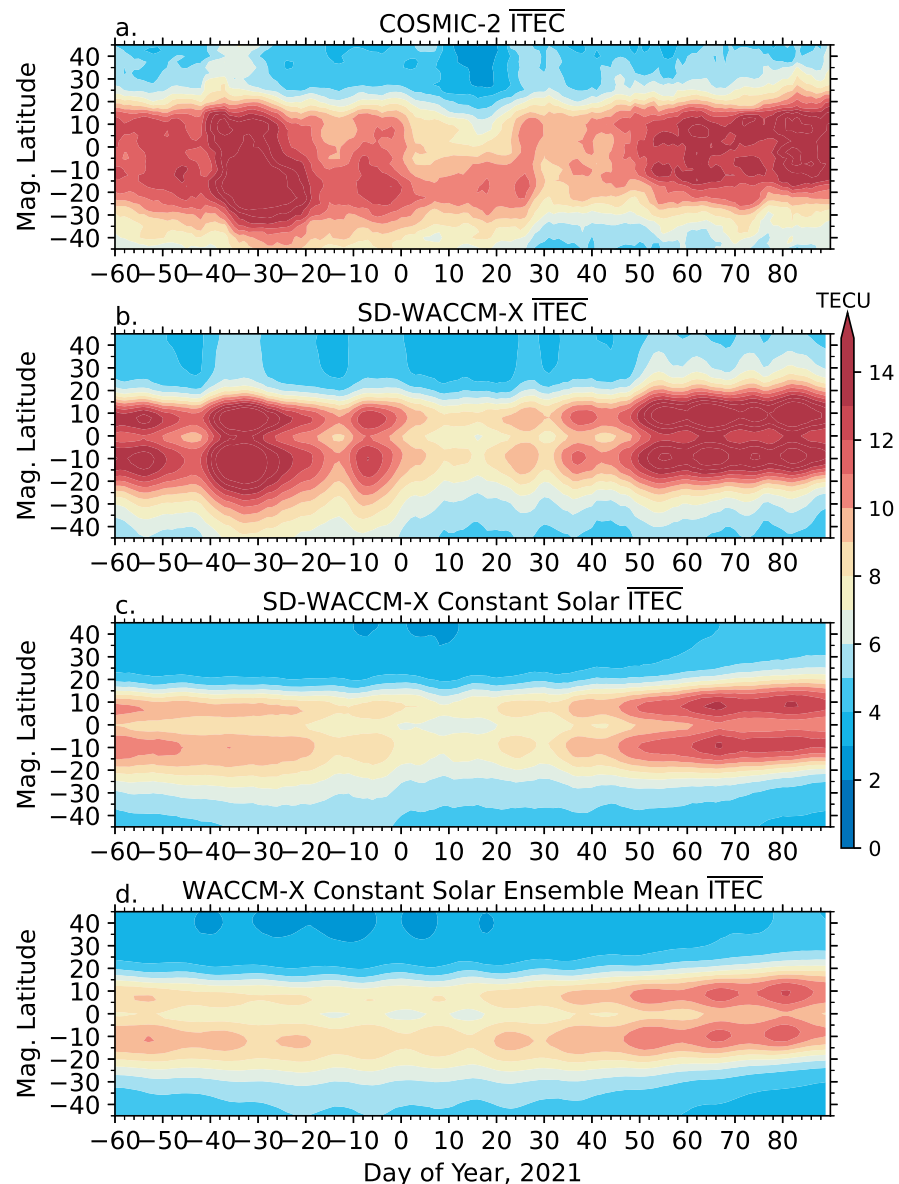 a.
COSMIC-2 ITEC
Mag. Latitude
40
30
20
10
0
−10
−20
−30
−40
−60 −50 −40 −30 −20 −10 0 10 20 30 40 50 60 70 80
b.
SD-WACCM-X ITEC
Mag. Latitude
40
30
20
10
0
−10
−20
−30
−40
−60 −50 −40 −30 −20 −10 0 10 20 30 40 50 60 70 80
TECU
14
12
10
8
6
4
2
0
c.
SD-WACCM-X Constant Solar ITEC
Mag. Latitude
40
30
20
10
0
−10
−20
−30
−40
−60 −50 −40 −30 −20 −10 0 10 20 30 40 50 60 70 80
d.
WACCM-X Constant Solar Ensemble Mean ITEC
Mag. Latitude
40
30
20
10
0
−10
−20
−30
−40
−60 −50 −40 −30 −20 −10 0 10 20 30 40 50 60 70 80
Day of Year, 2021